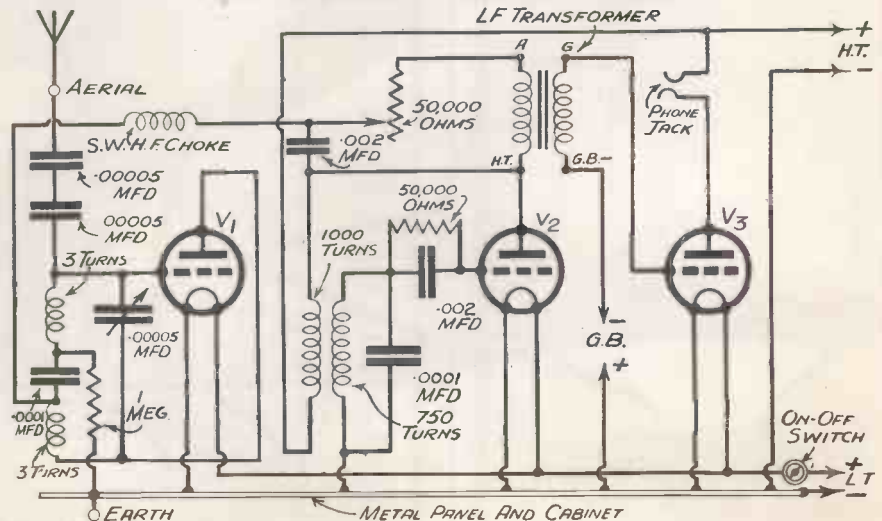 LF TRANSFORMER
+
H.T.
-
A
G
AERIAL
50,000
OHMS
PHONE
JACK
S.W.H.F. CHOKE
.002
MFD
H.T.
G.B.-
.00005
MFD
.00005
MFD
50,000
OHMS
V1
V2
V3
3 TURNS
1000
TURNS
.00005
MFD
.002
MFD
-
G.B.
+
.0001
MFD
1
MEG.
.0001
MFD
750
TURNS
3 TURNS
ON-OFF
SWITCH
+
LT
-
EARTH
METAL PANEL AND CABINET